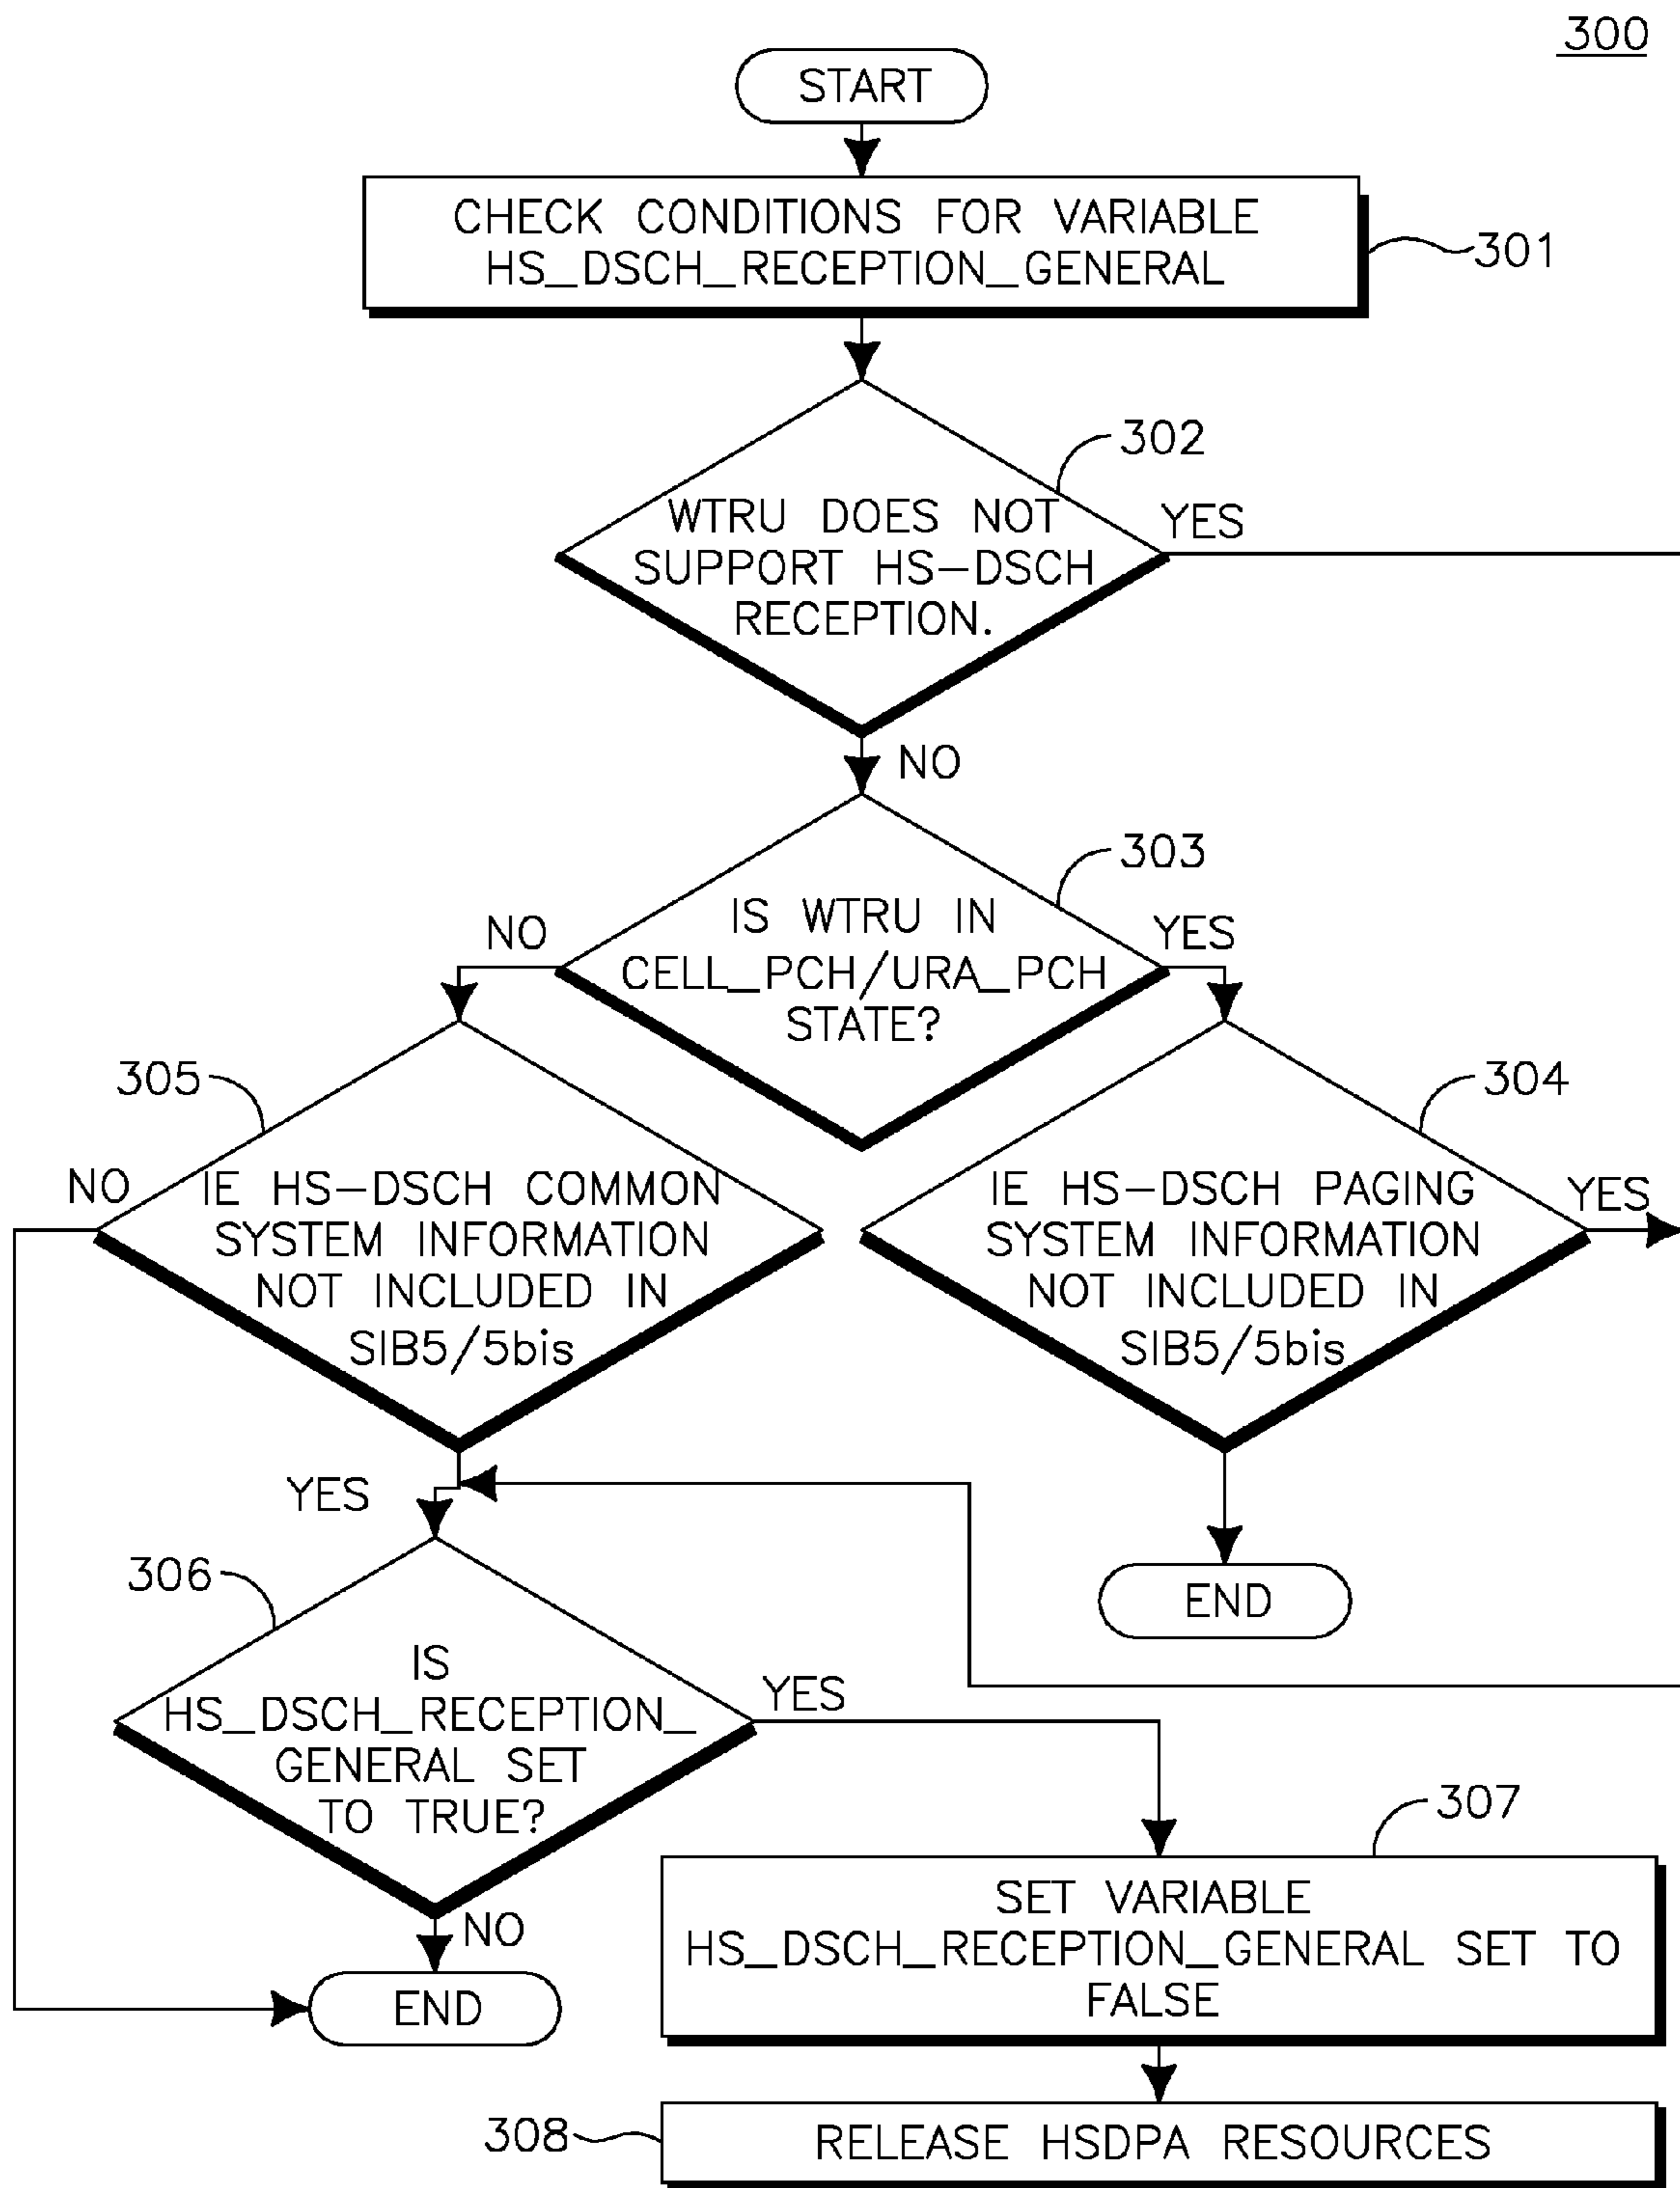 300
START
CHECK CONDITIONS FOR VARIABLE
HS_DSCH_RECEPTION_GENERAL
301
302
WTRU DOES NOT
SUPPORT HS-DSCH
RECEPTION.
YES
NO
303
IS WTRU IN
CELL_PCH/URA_PCH
STATE?
NO
YES
305
304
NO
IE HS-DSCH COMMON
SYSTEM INFORMATION
NOT INCLUDED IN
SIB5/5bis
IE HS-DSCH PAGING
SYSTEM INFORMATION
NOT INCLUDED IN
SIB5/5bis
YES
YES
END
306
IS
HS_DSCH_RECEPTION_
GENERAL SET
TO TRUE?
YES
NO
END
307
SET VARIABLE
HS_DSCH_RECEPTION_GENERAL SET TO
FALSE
308
RELEASE HSDPA RESOURCES